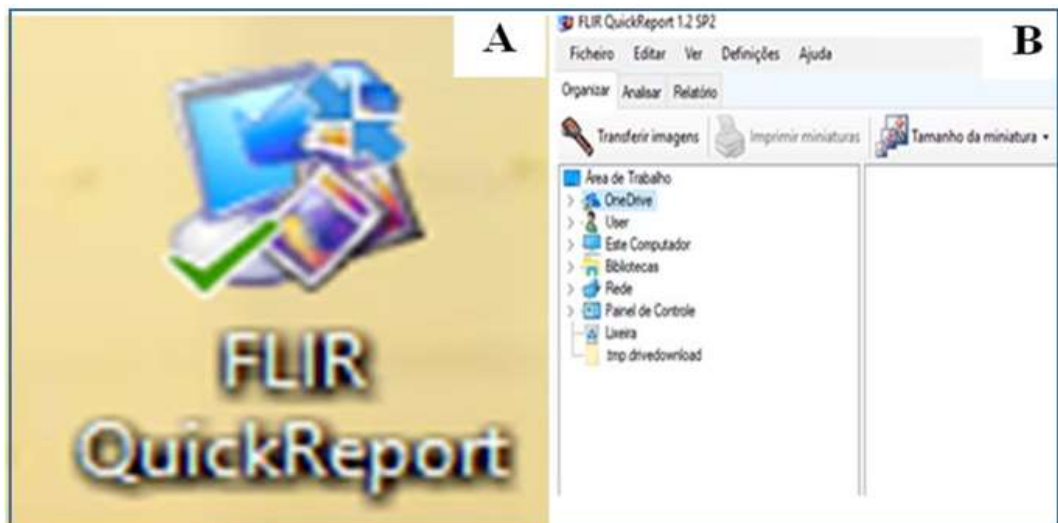 A
FLIR
QuickReport
B
FLIR QuickReport 1.2 SP2
Ficheiro Editar Ver Definições Ajuda
Organizar Analisar Relatório
Transferir imagens Imprimir miniaturas Tamanho da miniatura
Área de Trabalho
OneDrive
User
Este Computador
Bibliotecas
Rede
Painel de Controle
Lixeira
.tmp.drivedownload